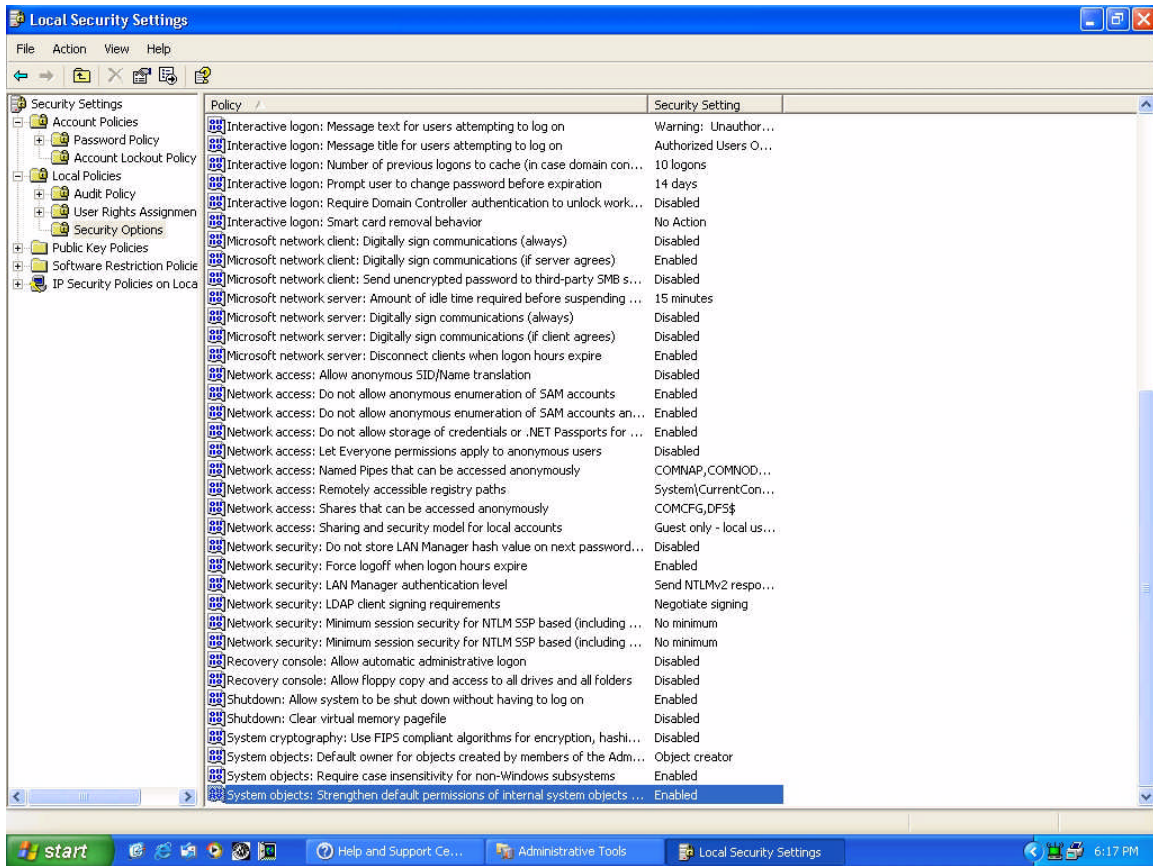 Local Security Settings
File Action View Help
Security Settings
Account Policies
Password Policy
Account Lockout Policy
Local Policies
Audit Policy
User Rights Assignmen
Security Options
Public Key Policies
Software Restriction Policie
IP Security Policies on Loca
Policy Security Setting
Interactive logon: Message text for users attempting to log on Warning: Unauthor...
Interactive logon: Message title for users attempting to log on Authorized Users O...
Interactive logon: Number of previous logons to cache (in case domain con... 10 logons
Interactive logon: Prompt user to change password before expiration 14 days
Interactive logon: Require Domain Controller authentication to unlock work... Disabled
Interactive logon: Smart card removal behavior No Action
Microsoft network client: Digitally sign communications (always) Disabled
Microsoft network client: Digitally sign communications (if server agrees) Enabled
Microsoft network client: Send unencrypted password to third-party SMB s... Disabled
Microsoft network server: Amount of idle time required before suspending ... 15 minutes
Microsoft network server: Digitally sign communications (always) Disabled
Microsoft network server: Digitally sign communications (if client agrees) Disabled
Microsoft network server: Disconnect clients when logon hours expire Enabled
Network access: Allow anonymous SID/Name translation Disabled
Network access: Do not allow anonymous enumeration of SAM accounts Enabled
Network access: Do not allow anonymous enumeration of SAM accounts an... Enabled
Network access: Do not allow storage of credentials or .NET Passports for ... Enabled
Network access: Let Everyone permissions apply to anonymous users Disabled
Network access: Named Pipes that can be accessed anonymously COMNAP,COMNOD...
Network access: Remotely accessible registry paths System\CurrentCon...
Network access: Shares that can be accessed anonymously COMCFG,DFS$
Network access: Sharing and security model for local accounts Guest only - local us...
Network security: Do not store LAN Manager hash value on next password... Disabled
Network security: Force logoff when logon hours expire Enabled
Network security: LAN Manager authentication level Send NTLMv2 respo...
Network security: LDAP client signing requirements Negotiate signing
Network security: Minimum session security for NTLM SSP based (including ... No minimum
Network security: Minimum session security for NTLM SSP based (including ... No minimum
Recovery console: Allow automatic administrative logon Disabled
Recovery console: Allow floppy copy and access to all drives and all folders Disabled
Shutdown: Allow system to be shut down without having to log on Enabled
Shutdown: Clear virtual memory pagefile Disabled
System cryptography: Use FIPS compliant algorithms for encryption, hashi... Disabled
System objects: Default owner for objects created by members of the Adm... Object creator
System objects: Require case insensitivity for non-Windows subsystems Enabled
System objects: Strengthen default permissions of internal system objects ... Enabled
start Help and Support Ce... Administrative Tools Local Security Settings 6:17 PM